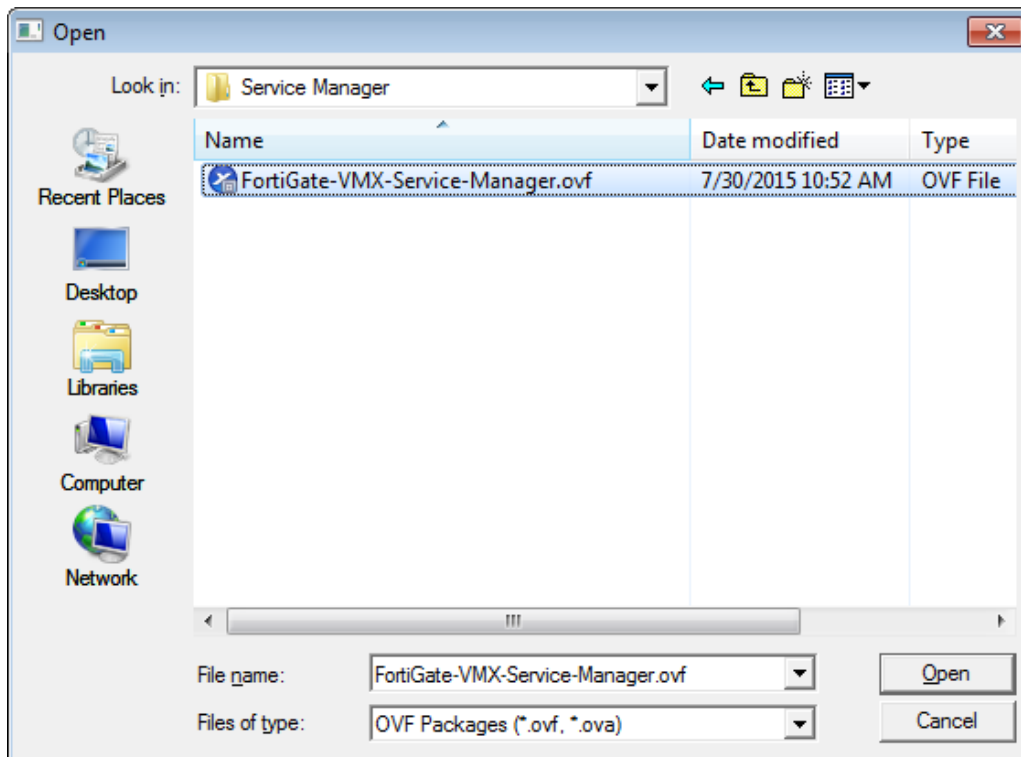 Open
Look in: Service Manager
Name Date modified Type
FortiGate-VMX-Service-Manager.ovf 7/30/2015 10:52 AM OVF File
Recent Places
Desktop
Libraries
Computer
Network
File name: FortiGate-VMX-Service-Manager.ovf Open
Files of type: OVF Packages (*.ovf, *.ova) Cancel